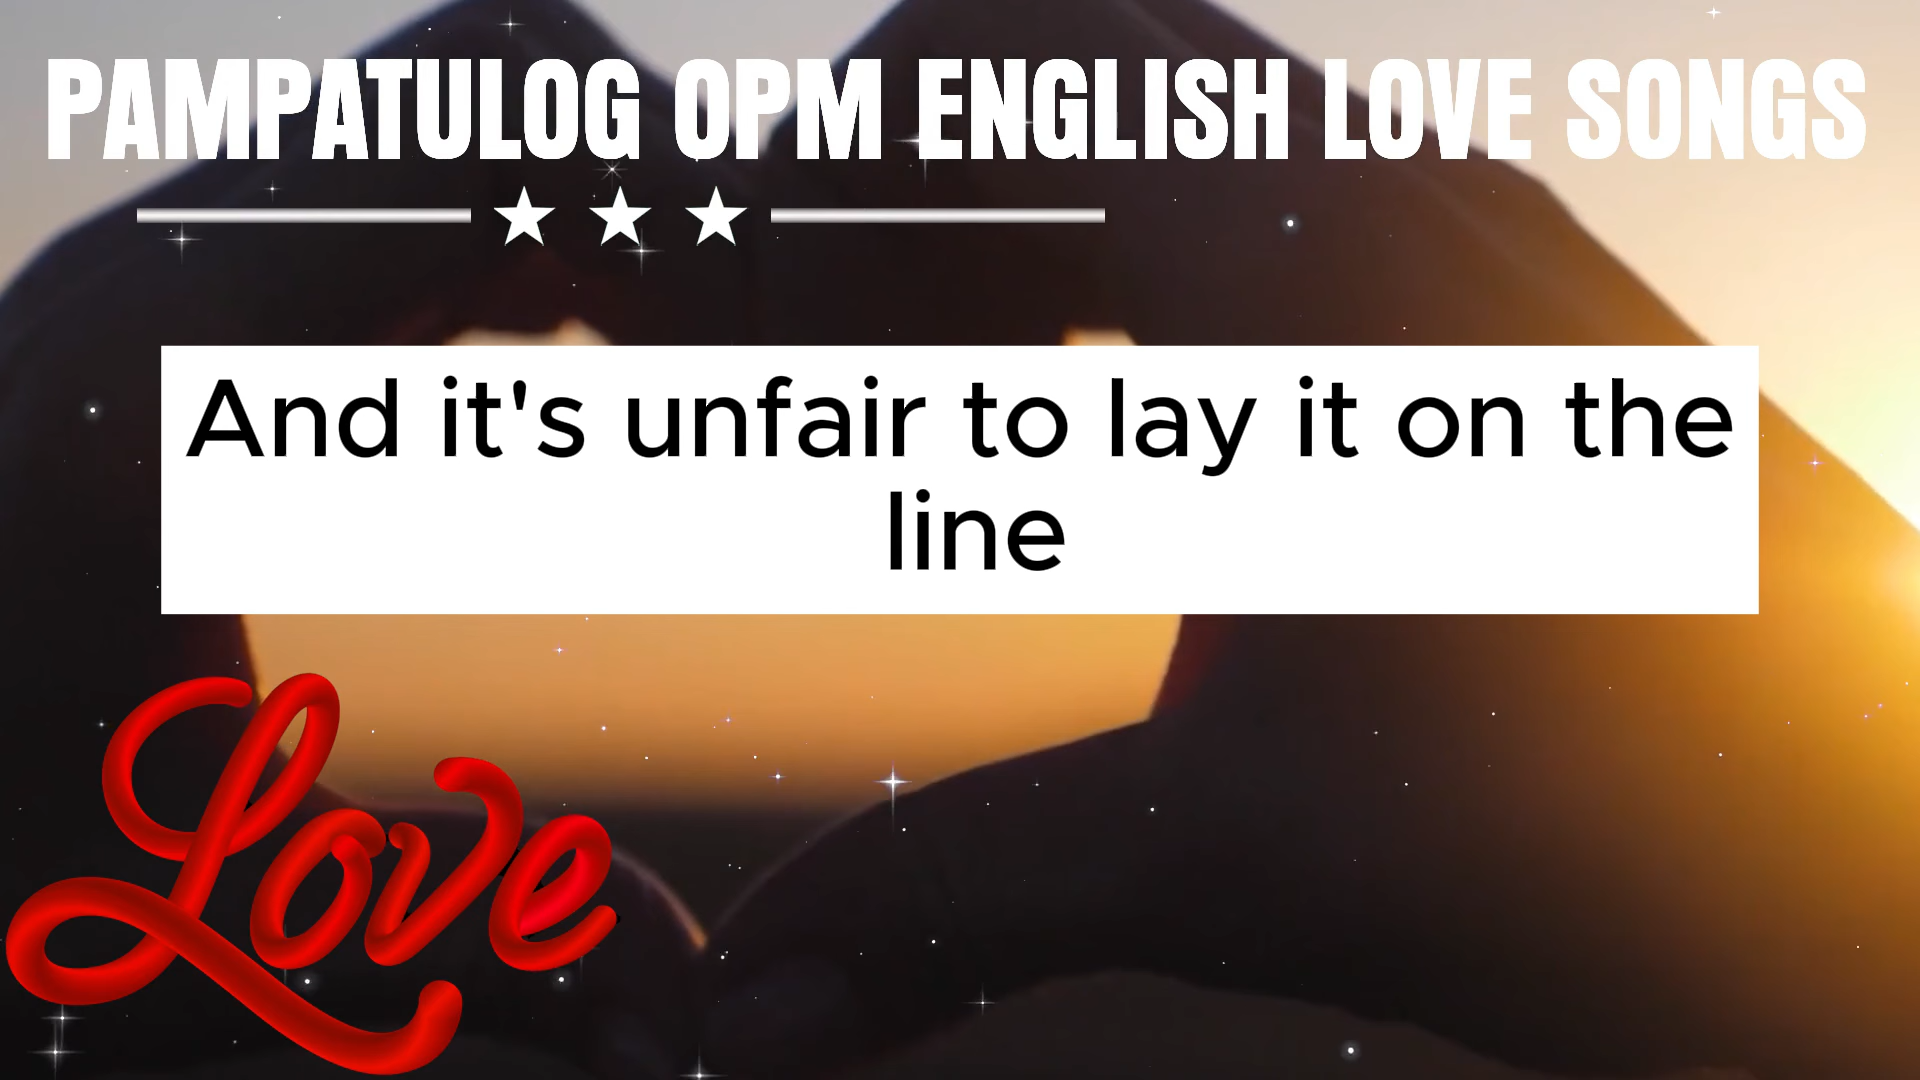 PAMPATULOG OPM ENGLISH LOVE SONGS
And it's unfair to lay it on the
line
Love